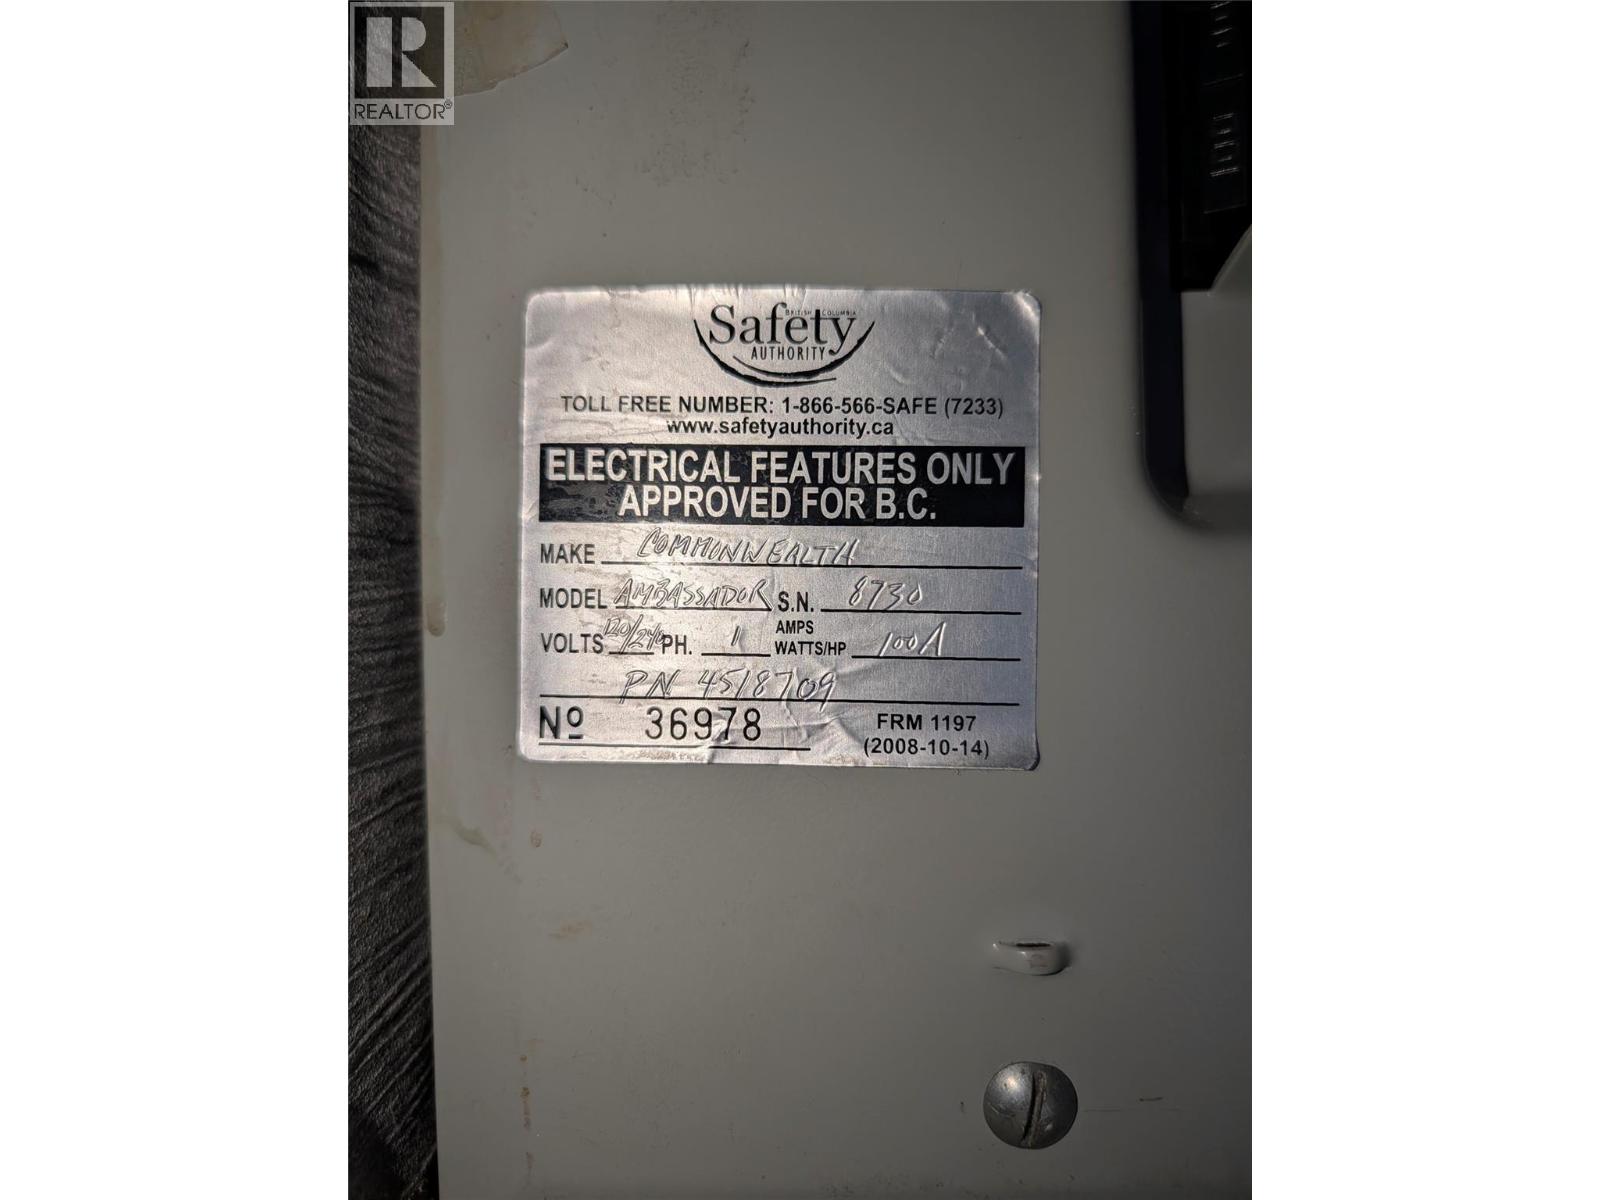 REALTOR®
BRITISH COLUMBIA
Safety
AUTHORITY
TOLL FREE NUMBER: 1-866-566-SAFE (7233)
www.safetyauthority.ca
ELECTRICAL FEATURES ONLY
APPROVED FOR B.C.
MAKE COMMONWEALTH
MODEL AMBASSADOR S.N. 8730
VOLTS 120/240 PH. 1 AMPS WATTS/HP 100A
PN 4518709
Nº 36978 FRM 1197
(2008-10-14)